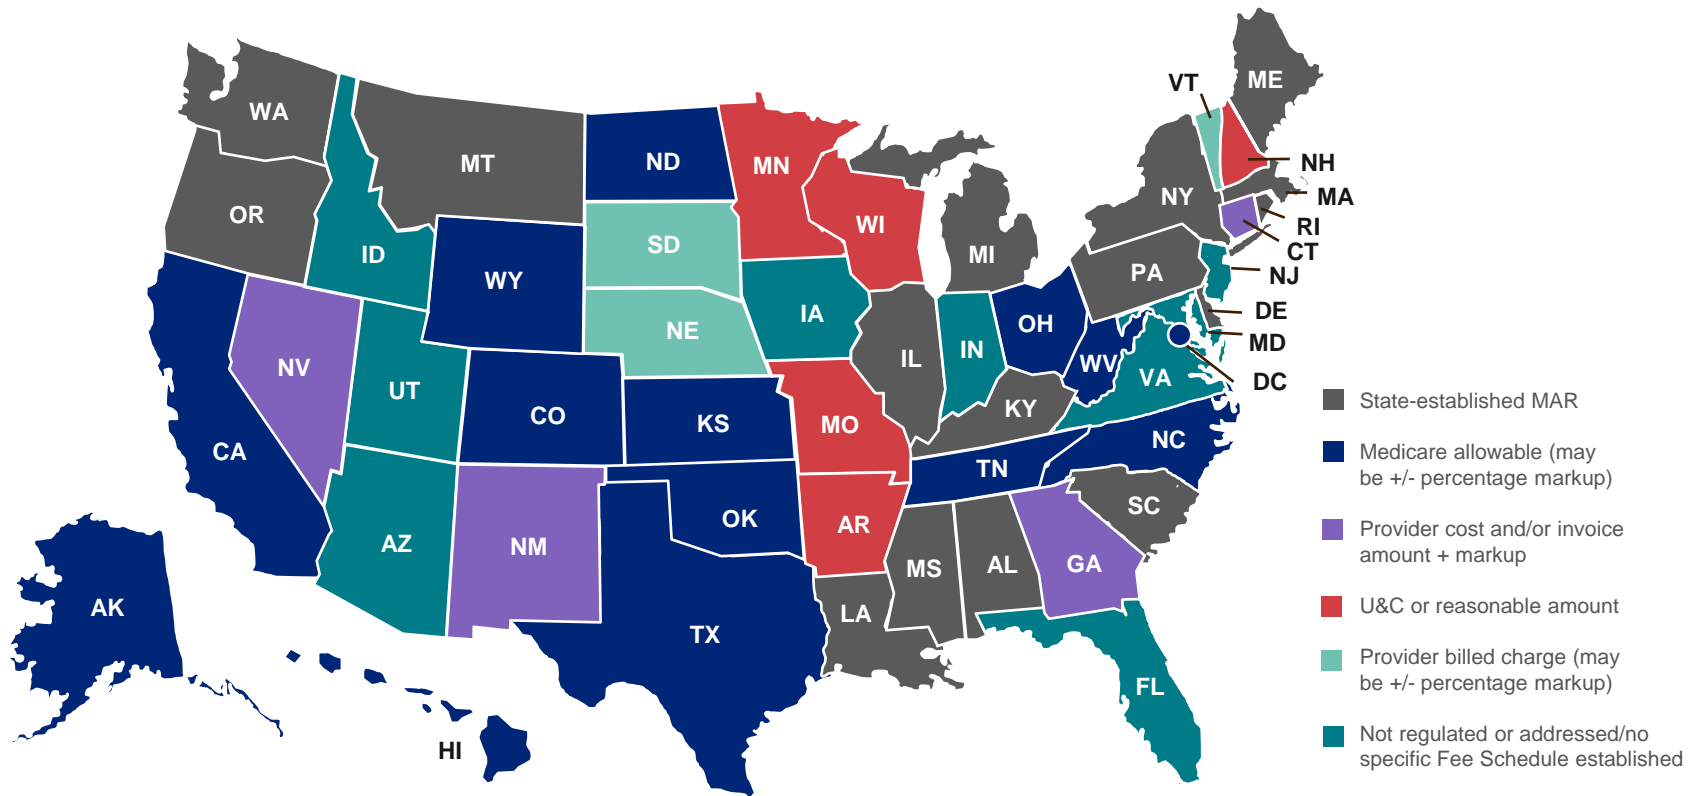 ME
VT
WA
MT
ND
MN
NH
MA
NY
OR
WI
RI
SD
CT
ID
MI
PA
NJ
WY
DE
IA
OH
NE
MD
IN
IL
WV
NV
VA
DC
UT
State-established MAR
KY
CO
KS
MO
NC
CA
Medicare allowable (may
be +/- percentage markup)
TN
SC
OK
AR
Provider cost and/or invoice
amount + markup
AZ
NM
GA
MS
AL
AK
U&C or reasonable amount
LA
TX
Provider billed charge (may
be +/- percentage markup)
FL
HI
Not regulated or addressed/no
specific Fee Schedule established